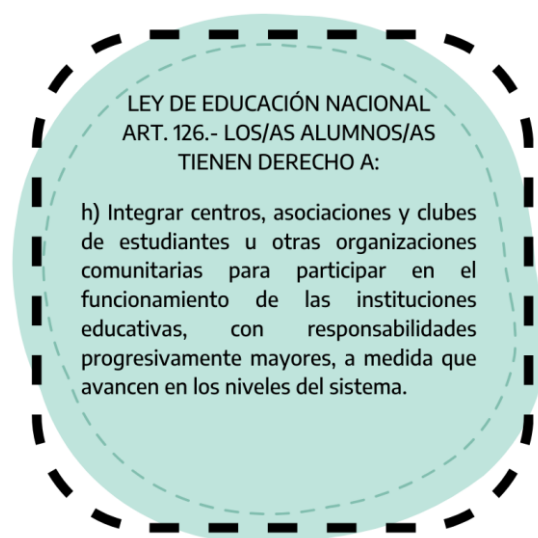 LEY DE EDUCACIÓN NACIONAL
ART. 126.- LOS/AS ALUMNOS/AS
TIENEN DERECHO A:
h) Integrar centros, asociaciones y clubes
de estudiantes u otras organizaciones
comunitarias para participar en el
funcionamiento de las instituciones
educativas, con responsabilidades
progresivamente mayores, a medida que
avancen en los niveles del sistema.